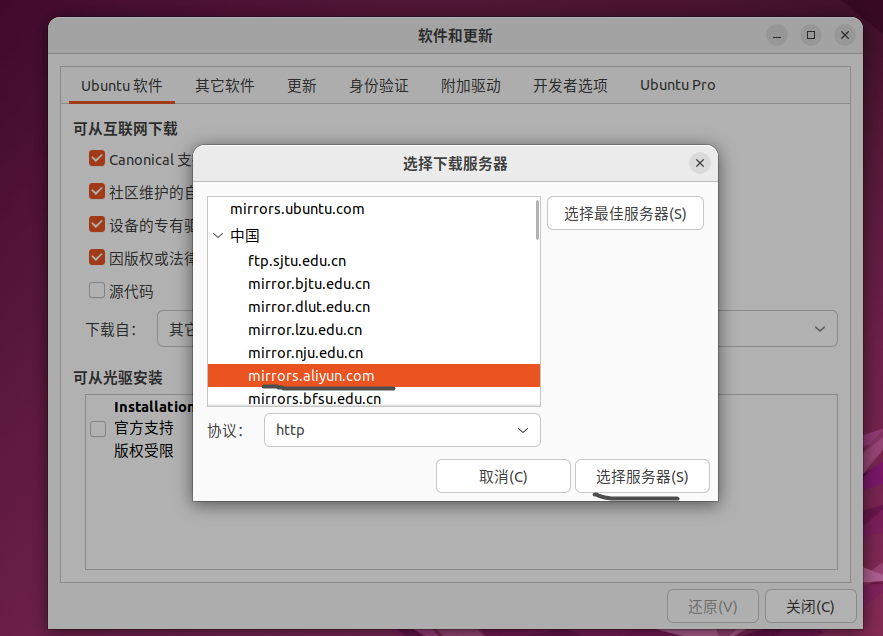 软件和更新
Ubuntu 软件 其它软件 更新 身份验证 附加驱动 开发者选项 Ubuntu Pro
可从互联网下载
Canonical 支
社区维护的自
设备的专有驱
因版权或法律
源代码
下载自： 其它
可从光驱安装
Installation
官方支持
版权受限
选择下载服务器
mirrors.ubuntu.com
中国
ftp.sjtu.edu.cn
mirror.bjtu.edu.cn
mirror.dlut.edu.cn
mirror.lzu.edu.cn
mirror.nju.edu.cn
mirrors.aliyun.com
mirrors.bfsu.edu.cn
选择最佳服务器(S)
协议： http
取消(C) 选择服务器(S)
还原(V) 关闭(C)